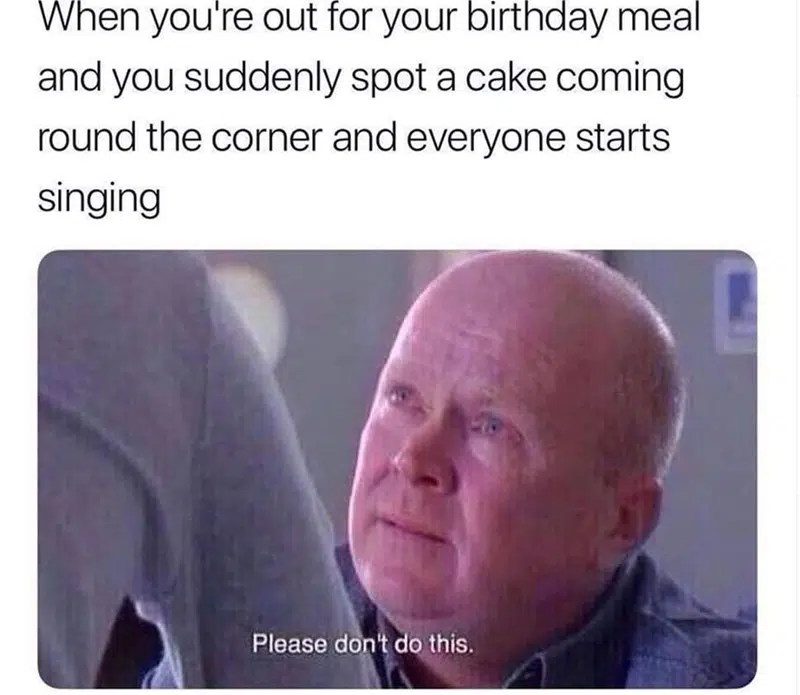 When you're out for your birthday meal
and you suddenly spot a cake coming
round the corner and everyone starts
singing
Please don't do this.